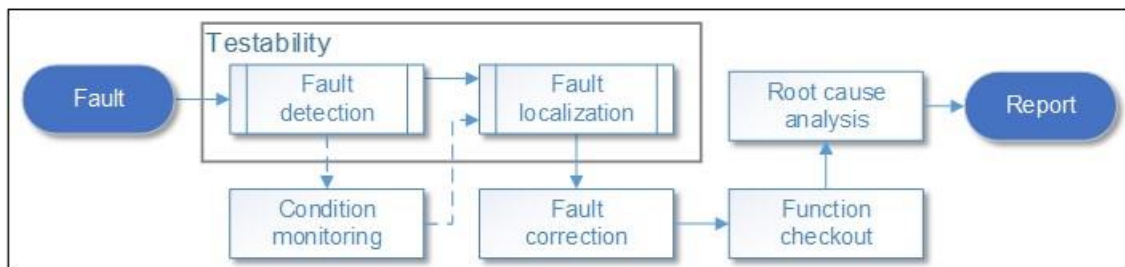 Testability
Fault
Fault
detection
Fault
localization
Root cause
analysis
Report
Condition
monitoring
Fault
correction
Function
checkout